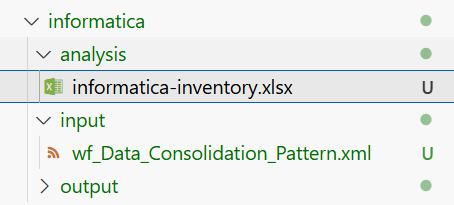 informatica
analysis
informatica-inventory.xlsx U
input
wf_Data_Consolidation_Pattern.xml U
output